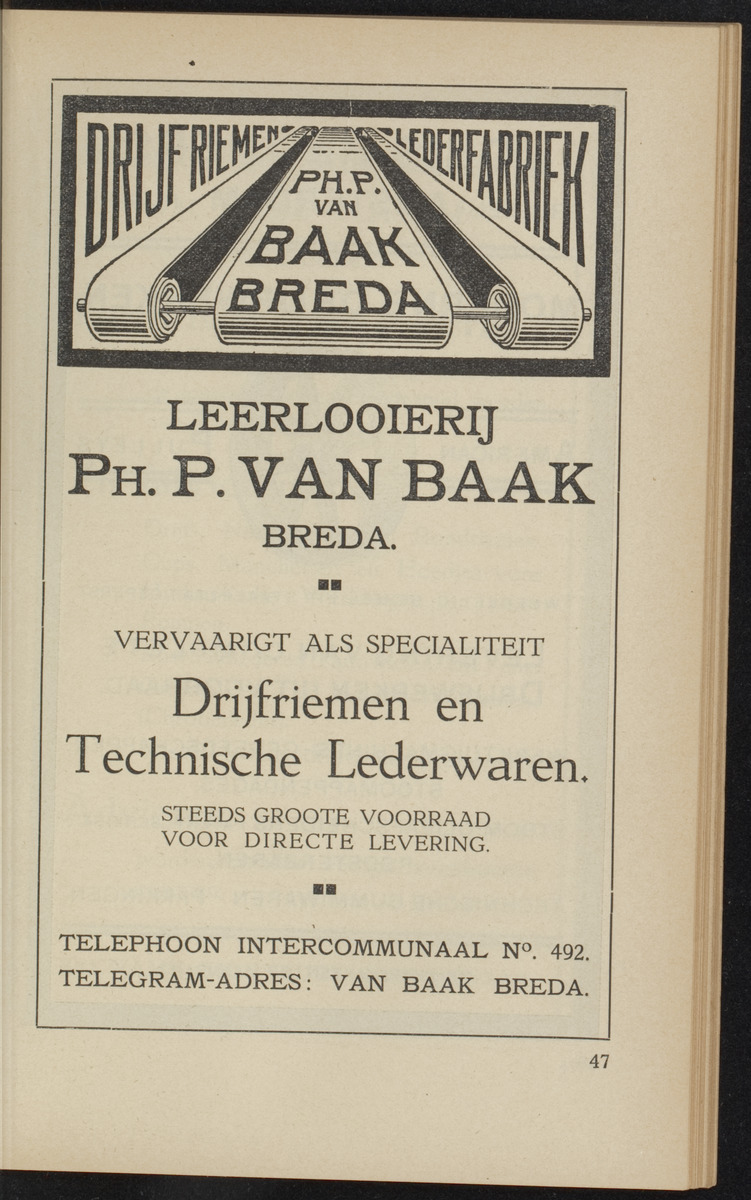 DRIJFRIEMEN- LEDERFABRIEK
PH.P.
VAN
BAAK
BREDA
LEERLOOIERIJ
PH. P. VAN BAAK
BREDA.
VERVAARIGT ALS SPECIALITEIT
Drijfriemen en
Technische Lederwaren.
STEEDS GROOTE VOORRAAD
VOOR DIRECTE LEVERING.
TELEPHOON INTERCOMMUNAAL Nº. 492.
TELEGRAM-ADRES: VAN BAAK BREDA.
47